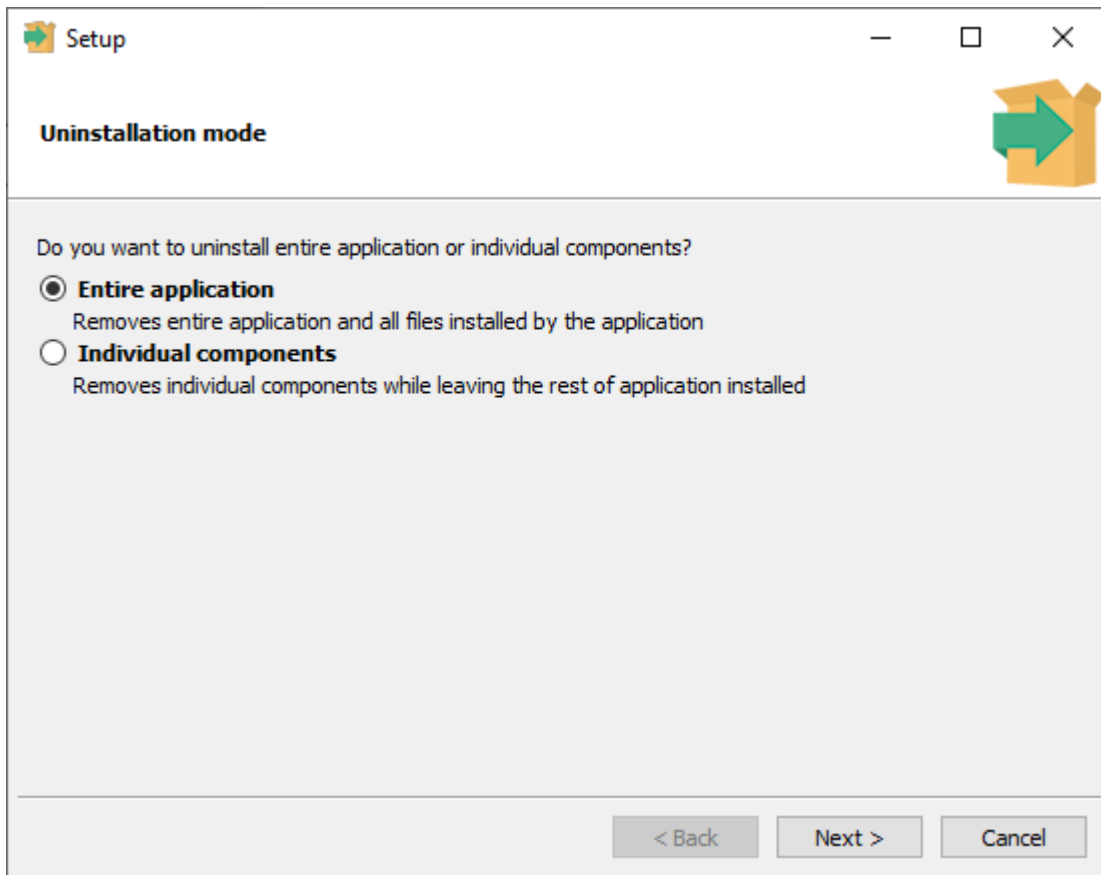 Setup
Uninstallation mode
Do you want to uninstall entire application or individual components?
Entire application
Removes entire application and all files installed by the application
Individual components
Removes individual components while leaving the rest of application installed
< Back Next > Cancel